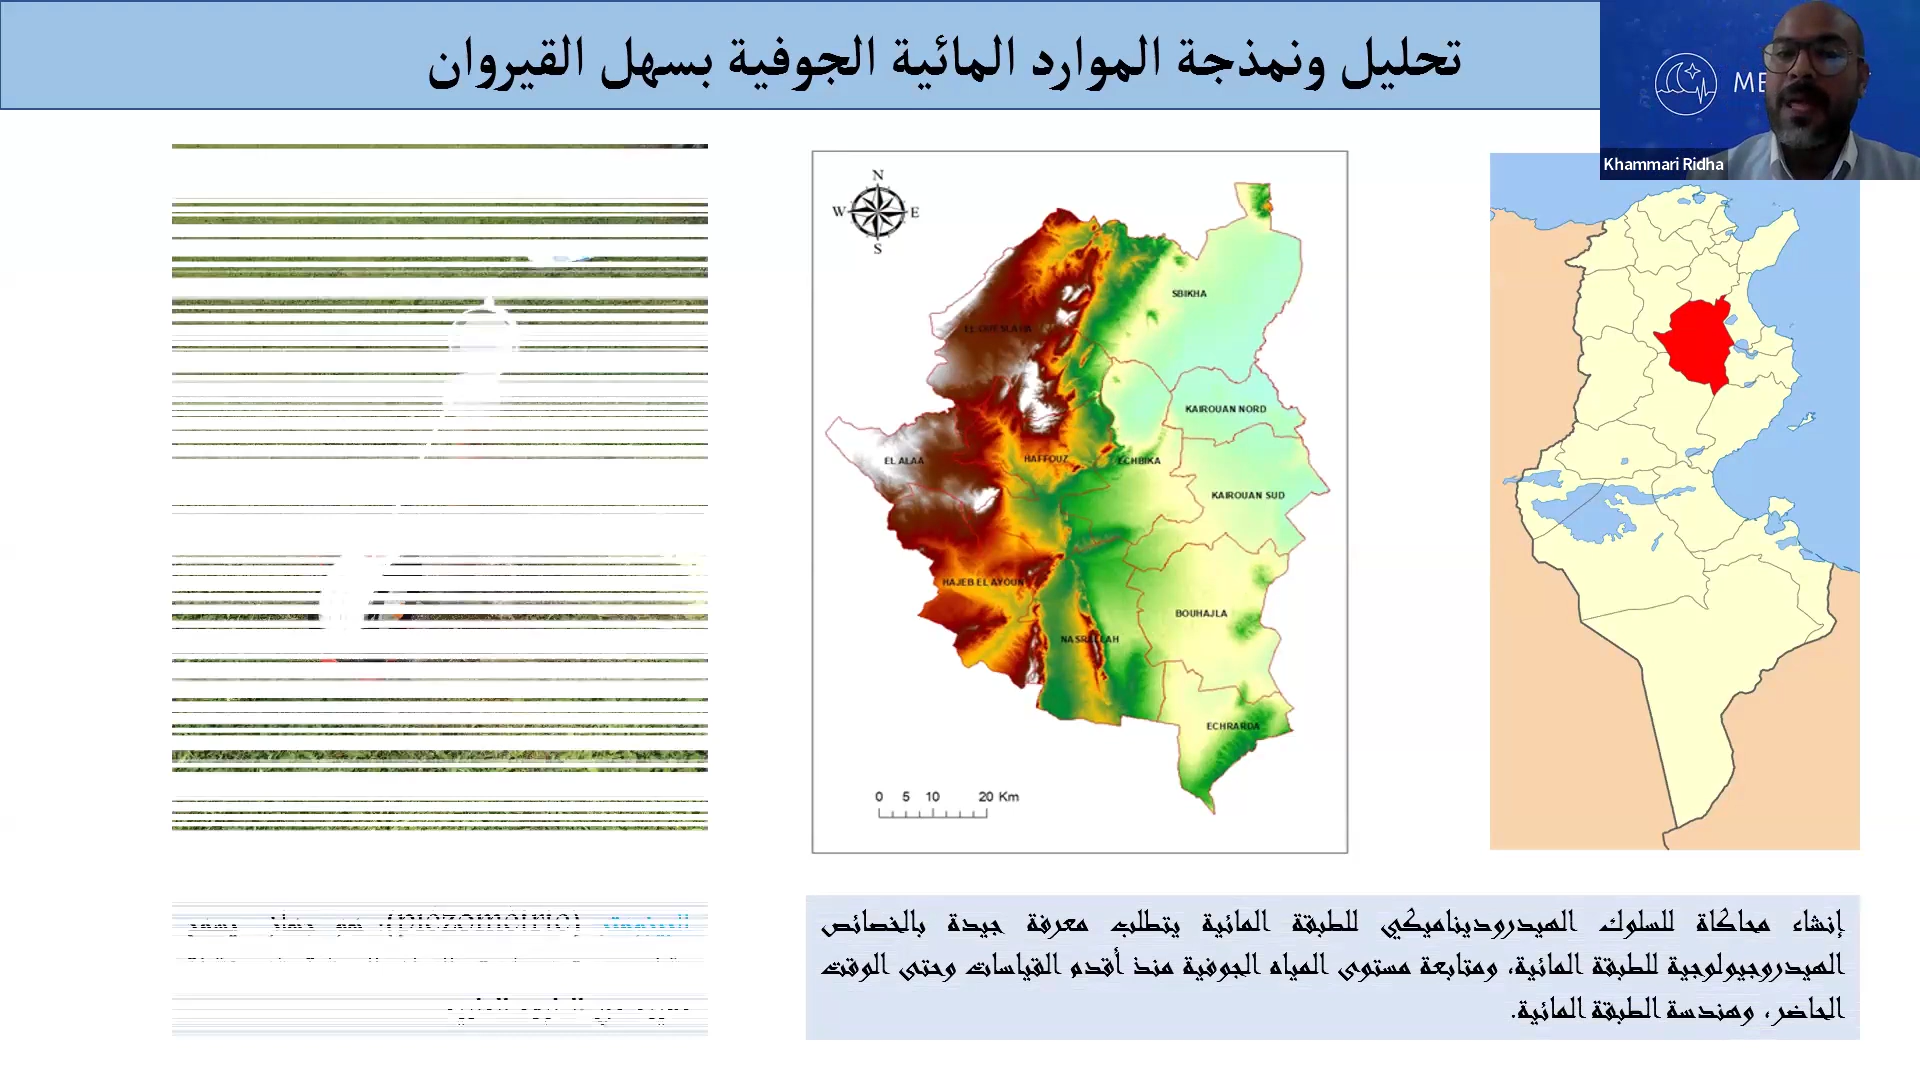 تحليل ونمذجة الموارد المائية الجوفية بسهل القيروان
Khammari Ridha
N
W E
S
SBIKHA
EL OUESLATIA
KAIROUAN NORD
EL ALAA
HAFFOUZ
ECHBIKA
KAIROUAN SUD
HAJEB EL AYOUN
BOUHAJLA
NASRALLAH
ECHRARDA
0 5 10 20 Km
(piezometrie)
إنشاء محاكاة للسلوك الهيدروديناميكي للطبقة المائية يتطلب معرفة جيدة بالخصائص
الهيدروجيولوجية للطبقة المائية، ومتابعة مستوى المياه الجوفية منذ أقدم القياسات وحتى الوقت
الحاضر، وهندسة الطبقة المائية.